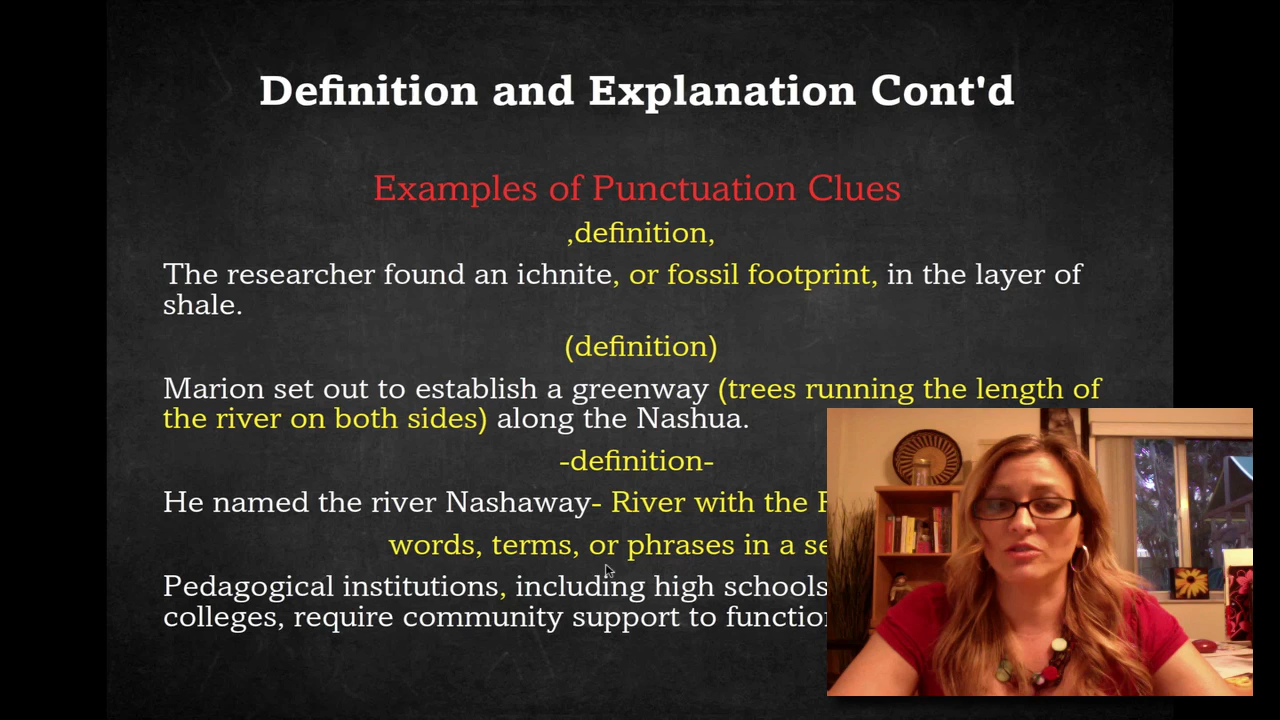 Definition and Explanation Cont'd
Examples of Punctuation Clues
,definition,
The researcher found an ichnite, or fossil footprint, in the layer of
shale.
(definition)
Marion set out to establish a greenway (trees running the length of
the river on both sides) along the Nashua.
-definition-
He named the river Nashaway- River with the
words, terms, or phrases in a
Pedagogical institutions, including high schools
colleges, require community support to